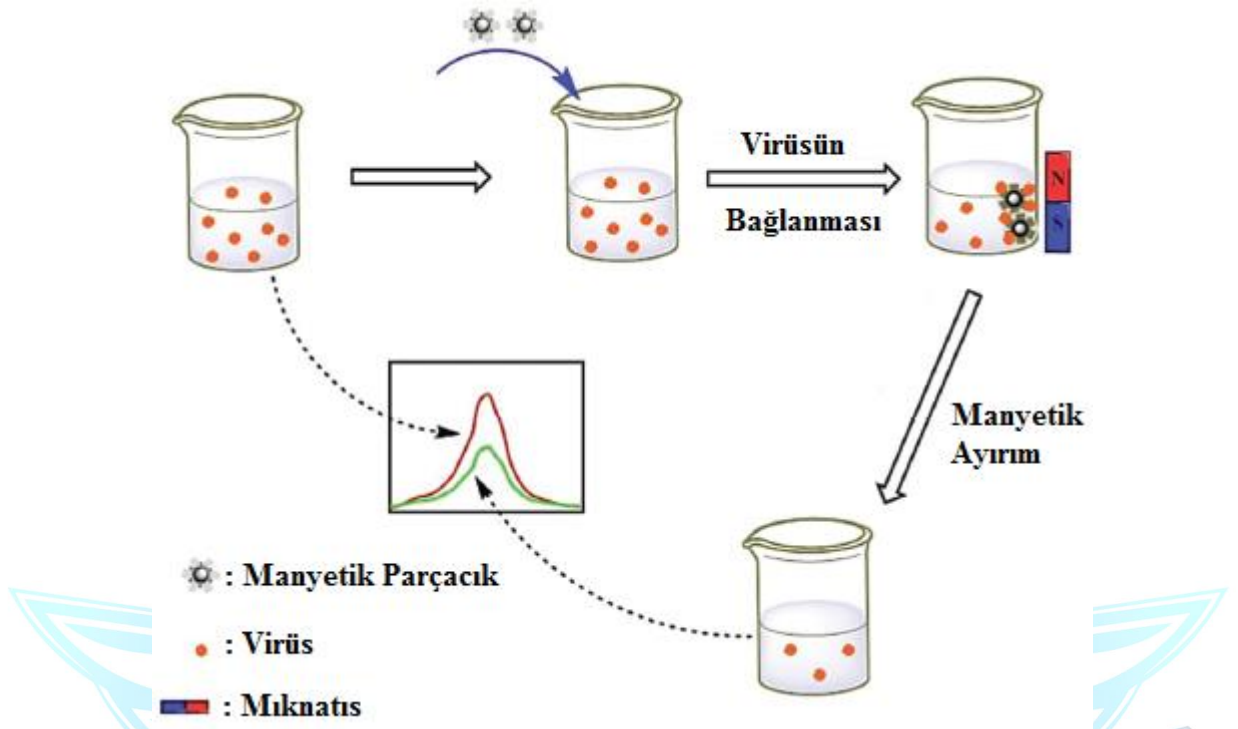 Virüsün
Bağlanması
N
S
Manyetik
Ayırım
: Manyetik Parçacık
: Virüs
: Mıknatıs